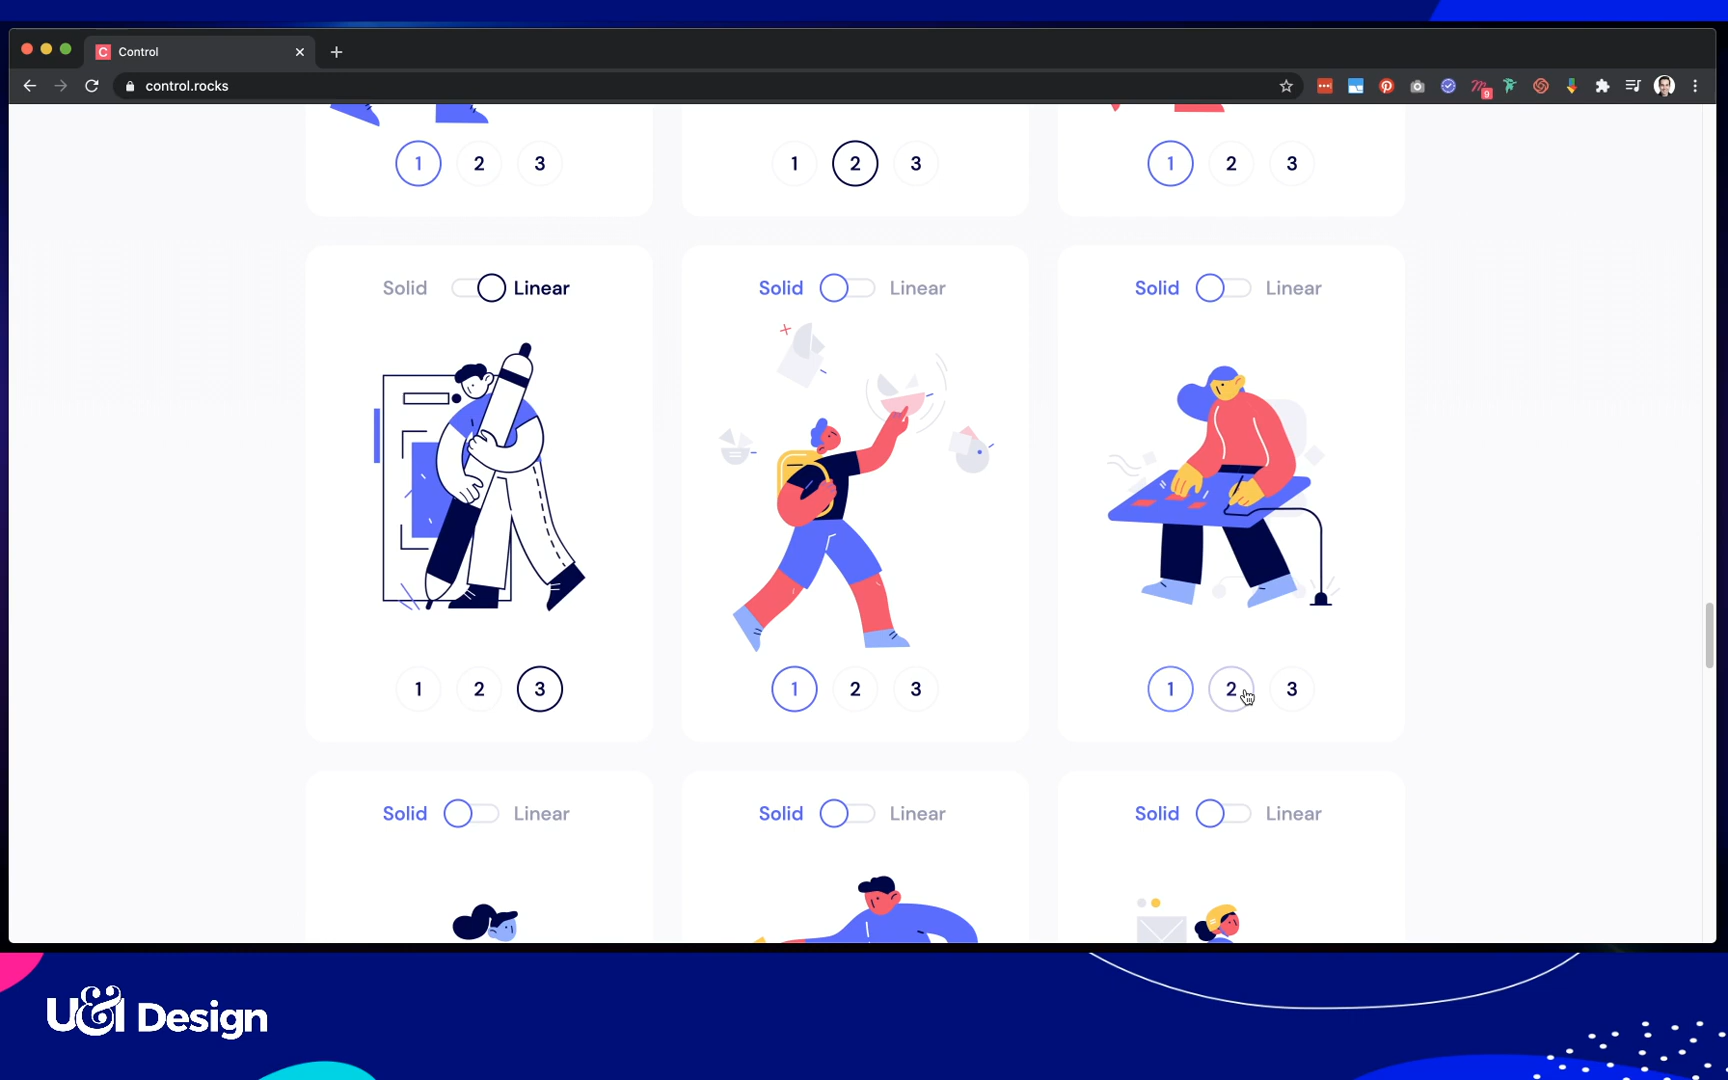 C Control
control.rocks
9
1 2 3
1 2 3
1 2 3
Solid Linear
Solid Linear
Solid Linear
1 2 3
1 2 3
1 2 3
Solid Linear
Solid Linear
Solid Linear
U&I Design